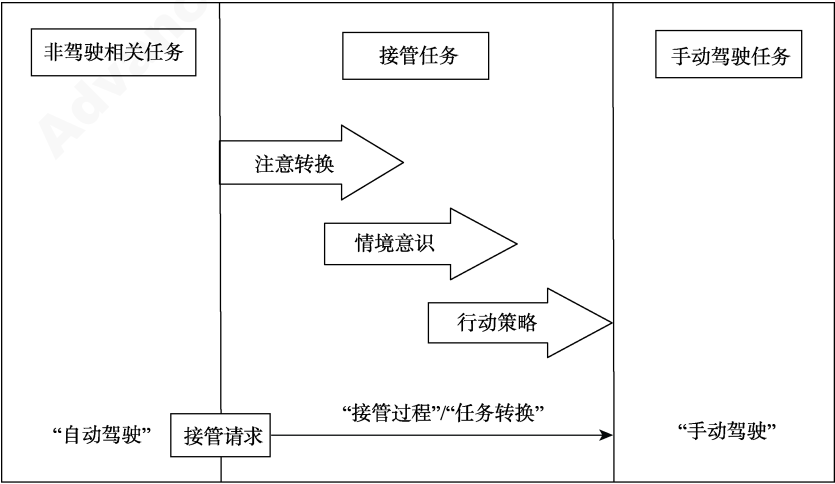 非驾驶相关任务
接管任务
手动驾驶任务
注意转换
情境意识
行动策略
“自动驾驶”
接管请求
“接管过程”/“任务转换”
“手动驾驶”